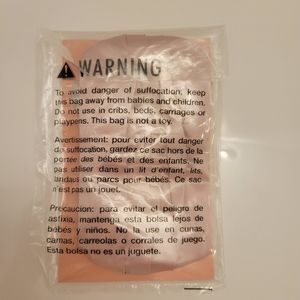 WARNING
To avoid danger of suffocation, keep
this bag away from babies and children.
Do not use in cribs, beds, carriages or
playpens. This bag is not a toy.
Avertissement: pour eviter tout danger
de suffocation, gardez ce sac hors de la
portée des bébés et des enfants. Ne
pas utiliser dans un lit d'enfant, lits,
landaus ou parcs pour bébés. Ce sac
n'est pas un jouet.
Precaucion: para evitar el peligro de
asfixia, mantenga esta bolsa lejos de
bebés y niños. No la use en cunas,
camas, carreolas o corrales de juego.
Esta bolsa no es un juguete.